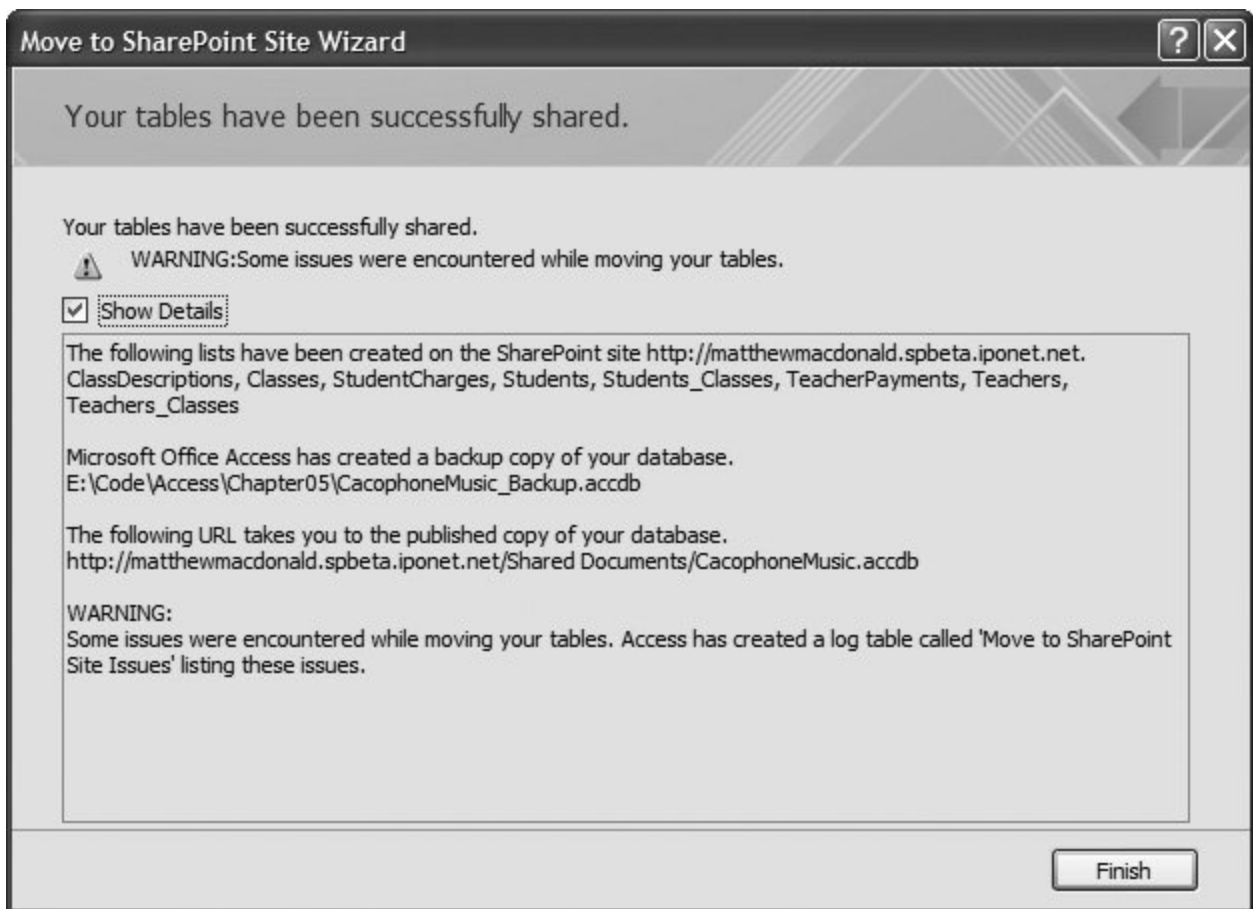 Move to SharePoint Site Wizard
Your tables have been successfully shared.
Your tables have been successfully shared.
WARNING:Some issues were encountered while moving your tables.
Show Details
The following lists have been created on the SharePoint site http://matthewmacdonald.spbeta.iponet.net.
ClassDescriptions, Classes, StudentCharges, Students, Students_Classes, TeacherPayments, Teachers,
Teachers_Classes
Microsoft Office Access has created a backup copy of your database.
E:\Code\Access\Chapter05\CacophoneMusic_Backup.accdb
The following URL takes you to the published copy of your database.
http://matthewmacdonald.spbeta.iponet.net/Shared Documents/CacophoneMusic.accdb
WARNING:
Some issues were encountered while moving your tables. Access has created a log table called 'Move to SharePoint
Site Issues' listing these issues.
Finish